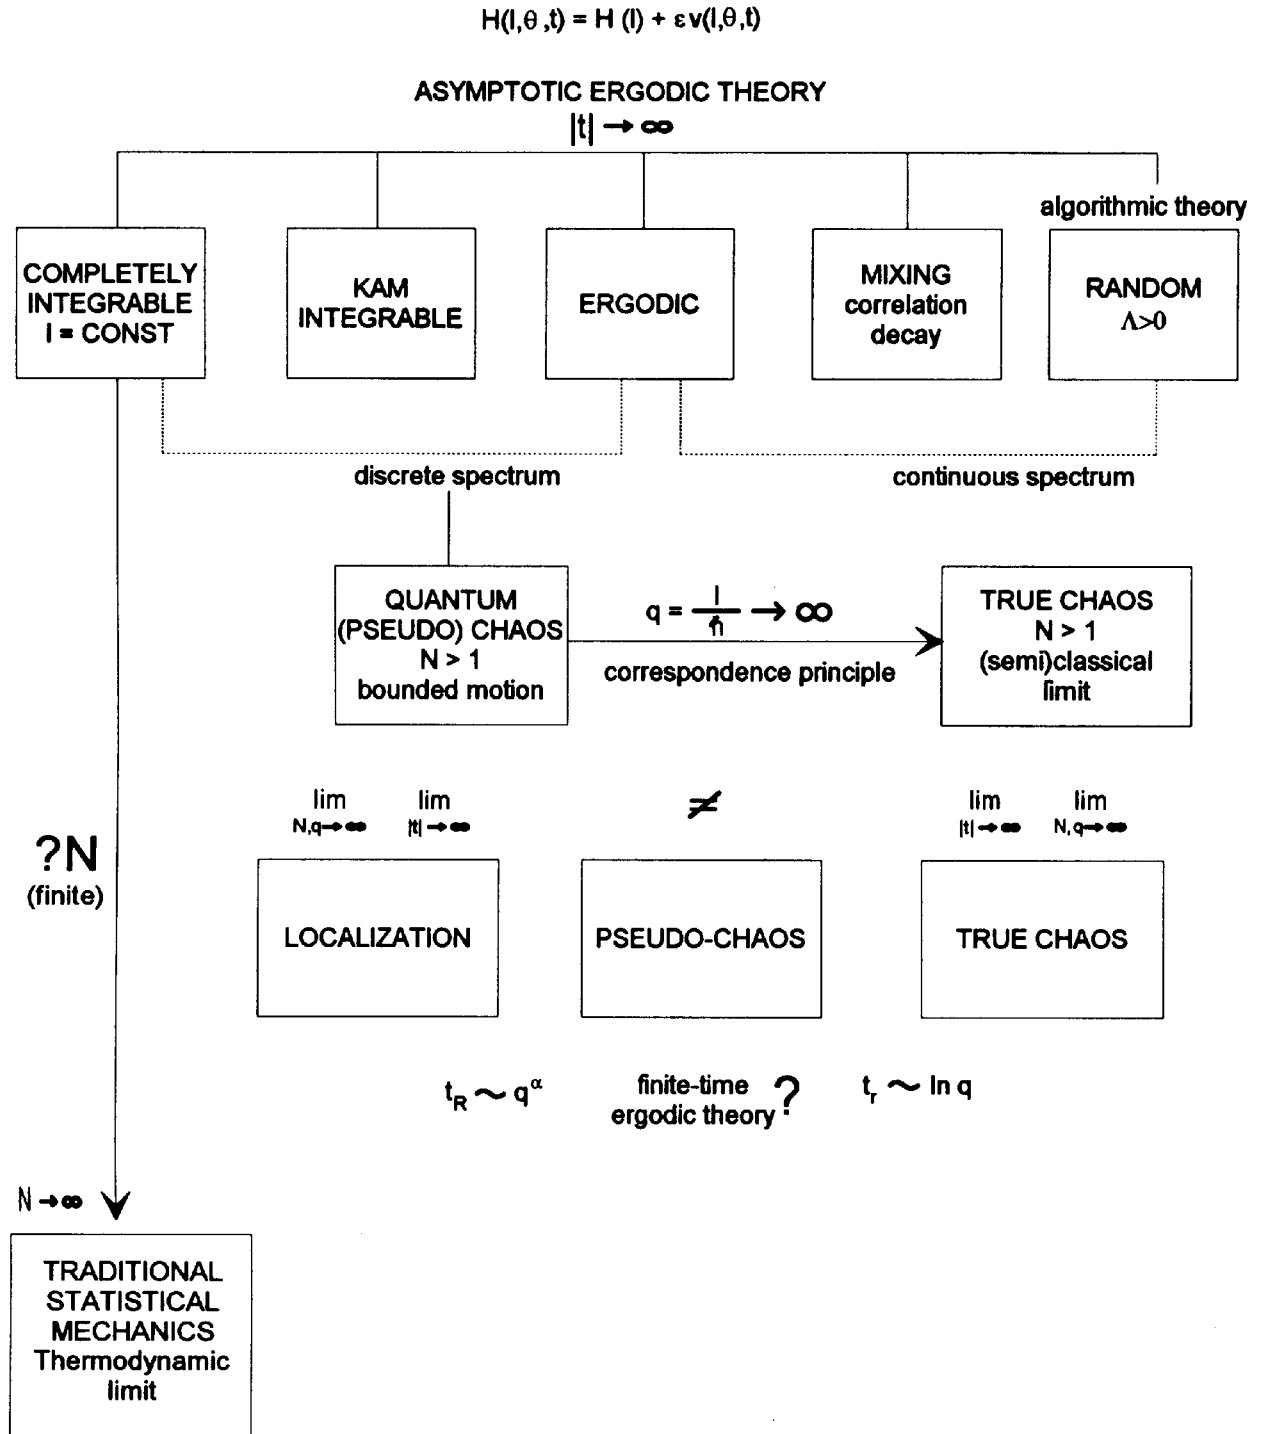 H(I,θ,t) = H (I) + εv(I,θ,t)
ASYMPTOTIC ERGODIC THEORY
|t| → ∞
algorithmic theory
COMPLETELY
INTEGRABLE
I = CONST
KAM
INTEGRABLE
ERGODIC
MIXING
correlation
decay
RANDOM
Λ>0
discrete spectrum
continuous spectrum
QUANTUM
(PSEUDO) CHAOS
N > 1
bounded motion
q = I/ħ → ∞
correspondence principle
TRUE CHAOS
N > 1
(semi)classical
limit
lim lim ≠ lim lim
N,q→∞ |t|→∞ |t|→∞ N,q→∞
?N
(finite)
LOCALIZATION
PSEUDO-CHAOS
TRUE CHAOS
t_R ~ q^α
finite-time
ergodic theory ?
t_r ~ ln q
N→∞
TRADITIONAL
STATISTICAL
MECHANICS
Thermodynamic
limit